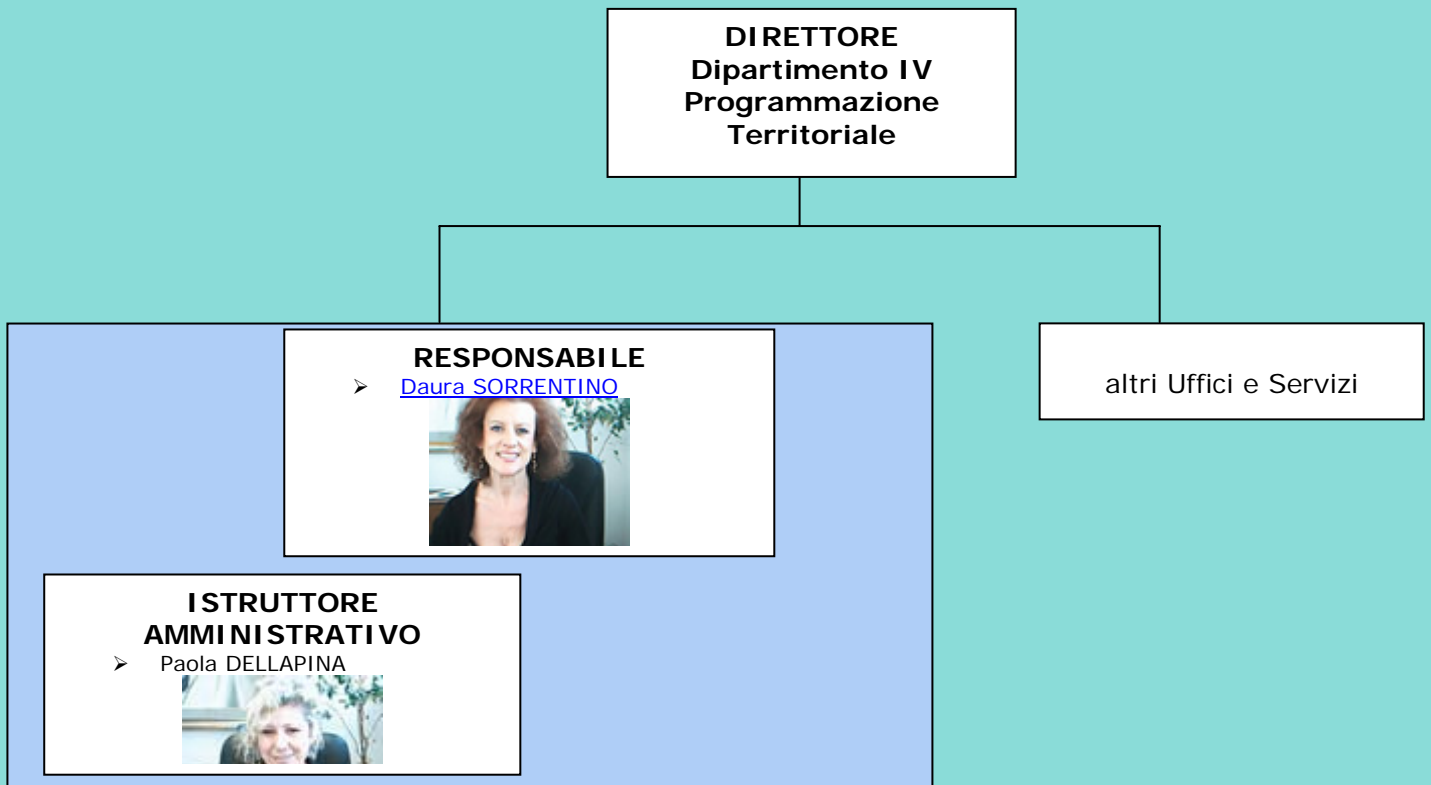 DIRETTORE
Dipartimento IV
Programmazione
Territoriale
RESPONSABILE
➢ Daura SORRENTINO
altri Uffici e Servizi
ISTRUTTORE
AMMINISTRATIVO
➢ Paola DELLAPINA